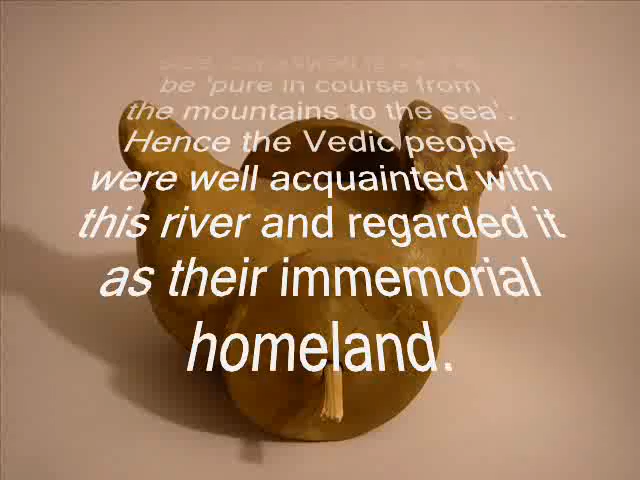 be 'pure in course from
the mountains to the sea'.
Hence the Vedic people
were well acquainted with
this river and regarded it
as their immemorial
homeland.